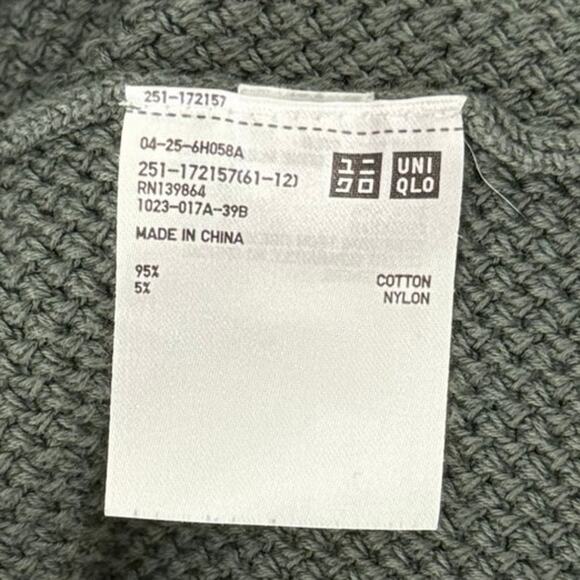 251-172157
04-25-6H058A
251-172157(61-12)
RN139864
1023-017A-39B
MADE IN CHINA
ユニ UNI
クロ QLO
95% COTTON
5% NYLON